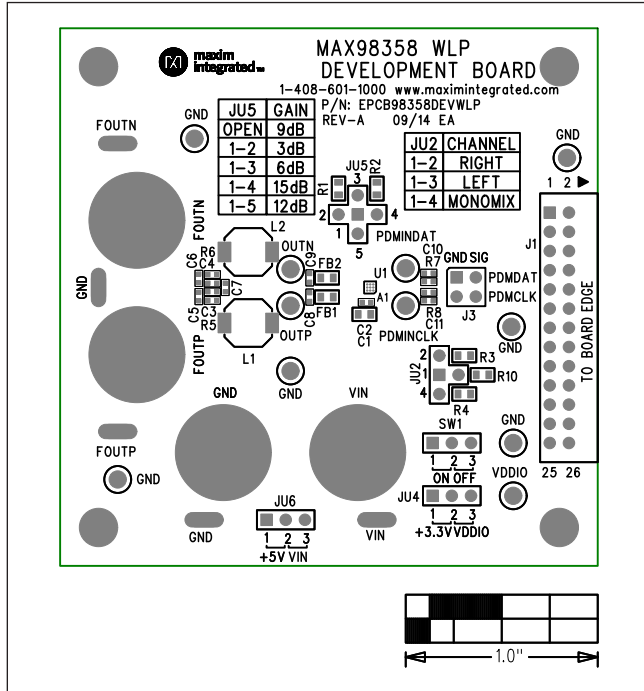 maxim
integrated™
MAX98358 WLP
DEVELOPMENT BOARD
1-408-601-1000 www.maximintegrated.com
P/N: EPCB98358DEVWLP
REV-A 09/14 EA
JU5 GAIN
OPEN 9dB
1-2 3dB
1-3 6dB
1-4 15dB
1-5 12dB
JU2 CHANNEL
1-2 RIGHT
1-3 LEFT
1-4 MONOMIX
GND
FOUTN
GND
1 2
JU5
R1
R2
3
2
4
1
5
L2
FOUTN
R6
OUTN
C6
C4
C7
C5
C3
R5
C9
FB2
C8
FB1
OUTP
L1
GND
FOUTP
PDMINDAT
C10
R7
U1
A1
C2
C1
R8
C11
PDMINCLK
GND SIG
PDMDAT
PDMCLK
J3
J1
TO BOARD EDGE
GND
GND
JU2
2
1
4
R3
R10
R4
GND
VIN
SW1
1 2 3
ON OFF
JU4
1 2 3
+3.3V VDDIO
GND
VDDIO
25 26
FOUTP
GND
GND
JU6
1 2 3
+5V VIN
VIN
1.0"